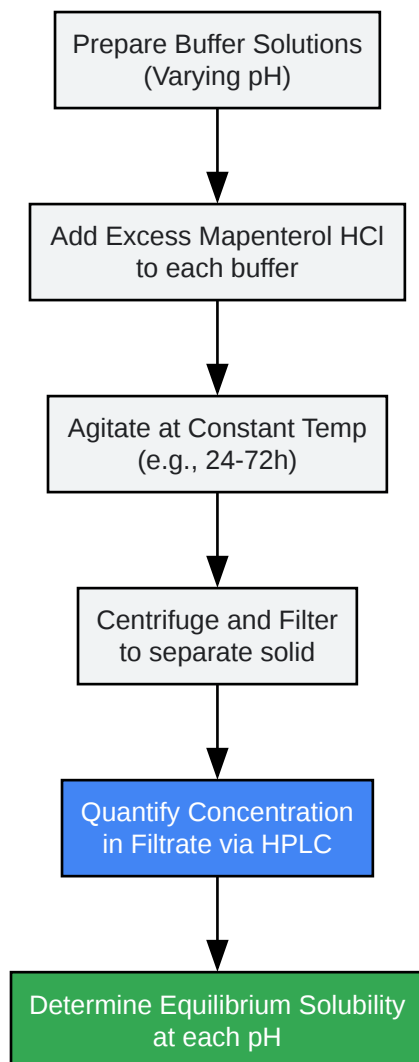 Prepare Buffer Solutions
(Varying pH)
Add Excess Mapenterol HCl
to each buffer
Agitate at Constant Temp
(e.g., 24-72h)
Centrifuge and Filter
to separate solid
Quantify Concentration
in Filtrate via HPLC
Determine Equilibrium Solubility
at each pH